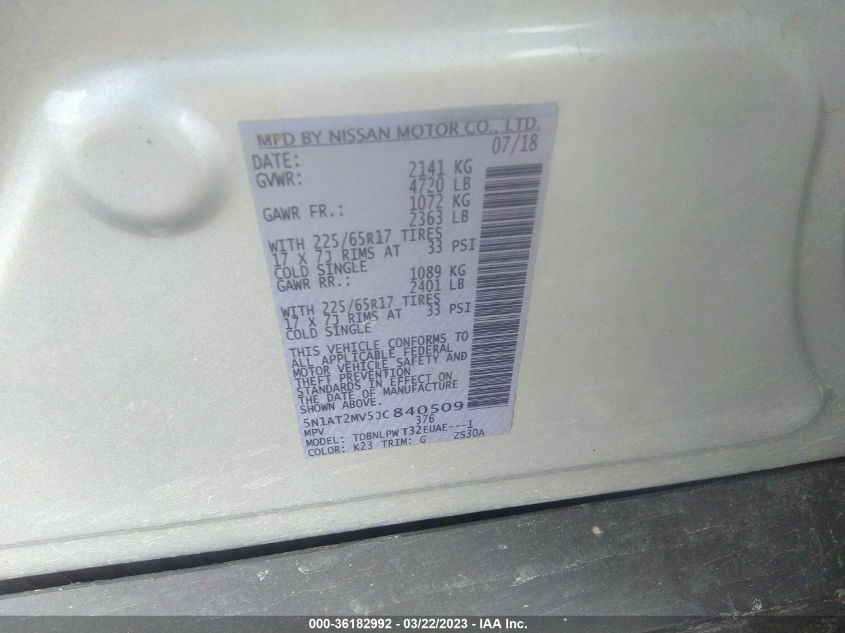 MFD BY NISSAN MOTOR CO., LTD.
DATE: 07/18
GVWR: 2141 KG
4720 LB
GAWR FR.: 1072 KG
2363 LB
WITH 225/65R17 TIRES
17 X 7J RIMS AT 33 PSI
COLD SINGLE
GAWR RR.: 1089 KG
2401 LB
WITH 225/65R17 TIRES
17 X 7J RIMS AT 33 PSI
COLD SINGLE
THIS VEHICLE CONFORMS TO
ALL APPLICABLE FEDERAL
MOTOR VEHICLE SAFETY AND
THEFT PREVENTION
STANDARDS IN EFFECT ON
THE DATE OF MANUFACTURE
SHOWN ABOVE.
5N1AT2MV5JC840509
MPV 376
MODEL: TDBNLPWT32EUAE---1
COLOR: K23 TRIM: G ZS30A
000-36182992 - 03/22/2023 - IAA Inc.